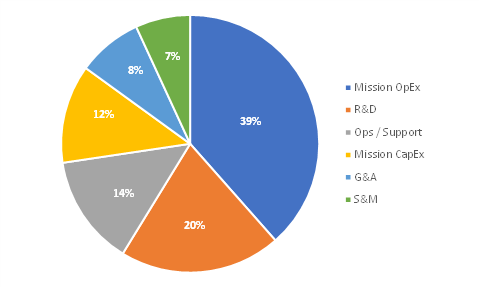 7%
8%
12%
14%
20%
39%
Mission OpEx
R&D
Ops / Support
Mission CapEx
G&A
S&M